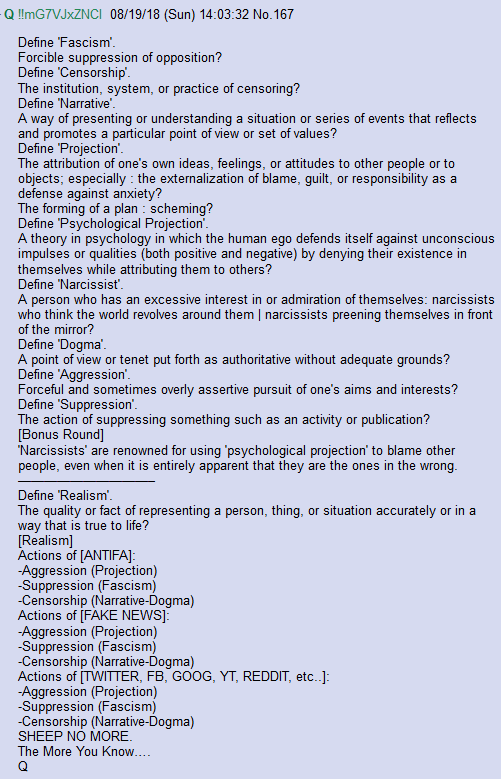 Q !!mG7VJxZNCI 08/19/18 (Sun) 14:03:32 No.167
Define 'Fascism'.
Forcible suppression of opposition?
Define 'Censorship'.
The institution, system, or practice of censoring?
Define 'Narrative'.
A way of presenting or understanding a situation or series of events that reflects
and promotes a particular point of view or set of values?
Define 'Projection'.
The attribution of one's own ideas, feelings, or attitudes to other people or to
objects; especially : the externalization of blame, guilt, or responsibility as a
defense against anxiety?
The forming of a plan : scheming?
Define 'Psychological Projection'.
A theory in psychology in which the human ego defends itself against unconscious
impulses or qualities (both positive and negative) by denying their existence in
themselves while attributing them to others?
Define 'Narcissist'.
A person who has an excessive interest in or admiration of themselves: narcissists
who think the world revolves around them | narcissists preening themselves in front
of the mirror?
Define 'Dogma'.
A point of view or tenet put forth as authoritative without adequate grounds?
Define 'Aggression'.
Forceful and sometimes overly assertive pursuit of one's aims and interests?
Define 'Suppression'.
The action of suppressing something such as an activity or publication?
[Bonus Round]
'Narcissists' are renowned for using 'psychological projection' to blame other
people, even when it is entirely apparent that they are the ones in the wrong.
___________________
Define 'Realism'.
The quality or fact of representing a person, thing, or situation accurately or in a
way that is true to life?
[Realism]
Actions of [ANTIFA]:
-Aggression (Projection)
-Suppression (Fascism)
-Censorship (Narrative-Dogma)
Actions of [FAKE NEWS]:
-Aggression (Projection)
-Suppression (Fascism)
-Censorship (Narrative-Dogma)
Actions of [TWITTER, FB, GOOG, YT, REDDIT, etc..]:
-Aggression (Projection)
-Suppression (Fascism)
-Censorship (Narrative-Dogma)
SHEEP NO MORE.
The More You Know....
Q